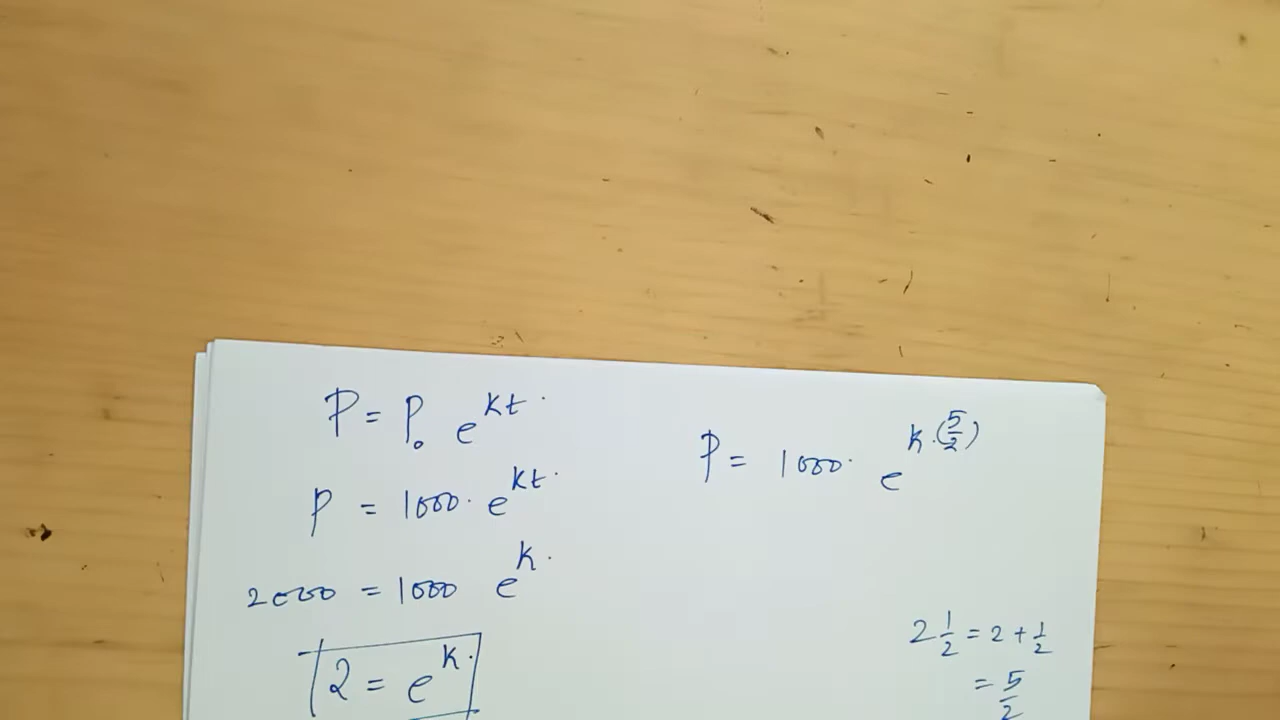 P = P₀ e^{kt}.
P = 1000. e^{kt}.
2000 = 1000 e^{k}.
2 = e^{k}.
P = 1000. e^{k.(5/2)}
2 1/2 = 2 + 1/2
= 5/2